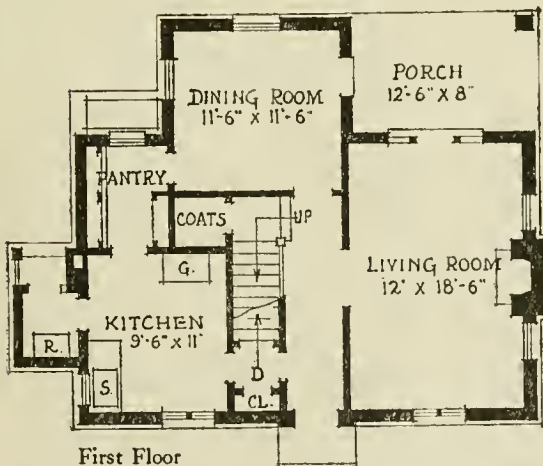 PORCH
12'-6" X 8'
DINING ROOM
11'-6" X 11'-6"
PANTRY
COATS
UP
G.
LIVING ROOM
12' X 18'-6"
KITCHEN
9'-6" X 11'
R.
S.
D
CL.
First Floor